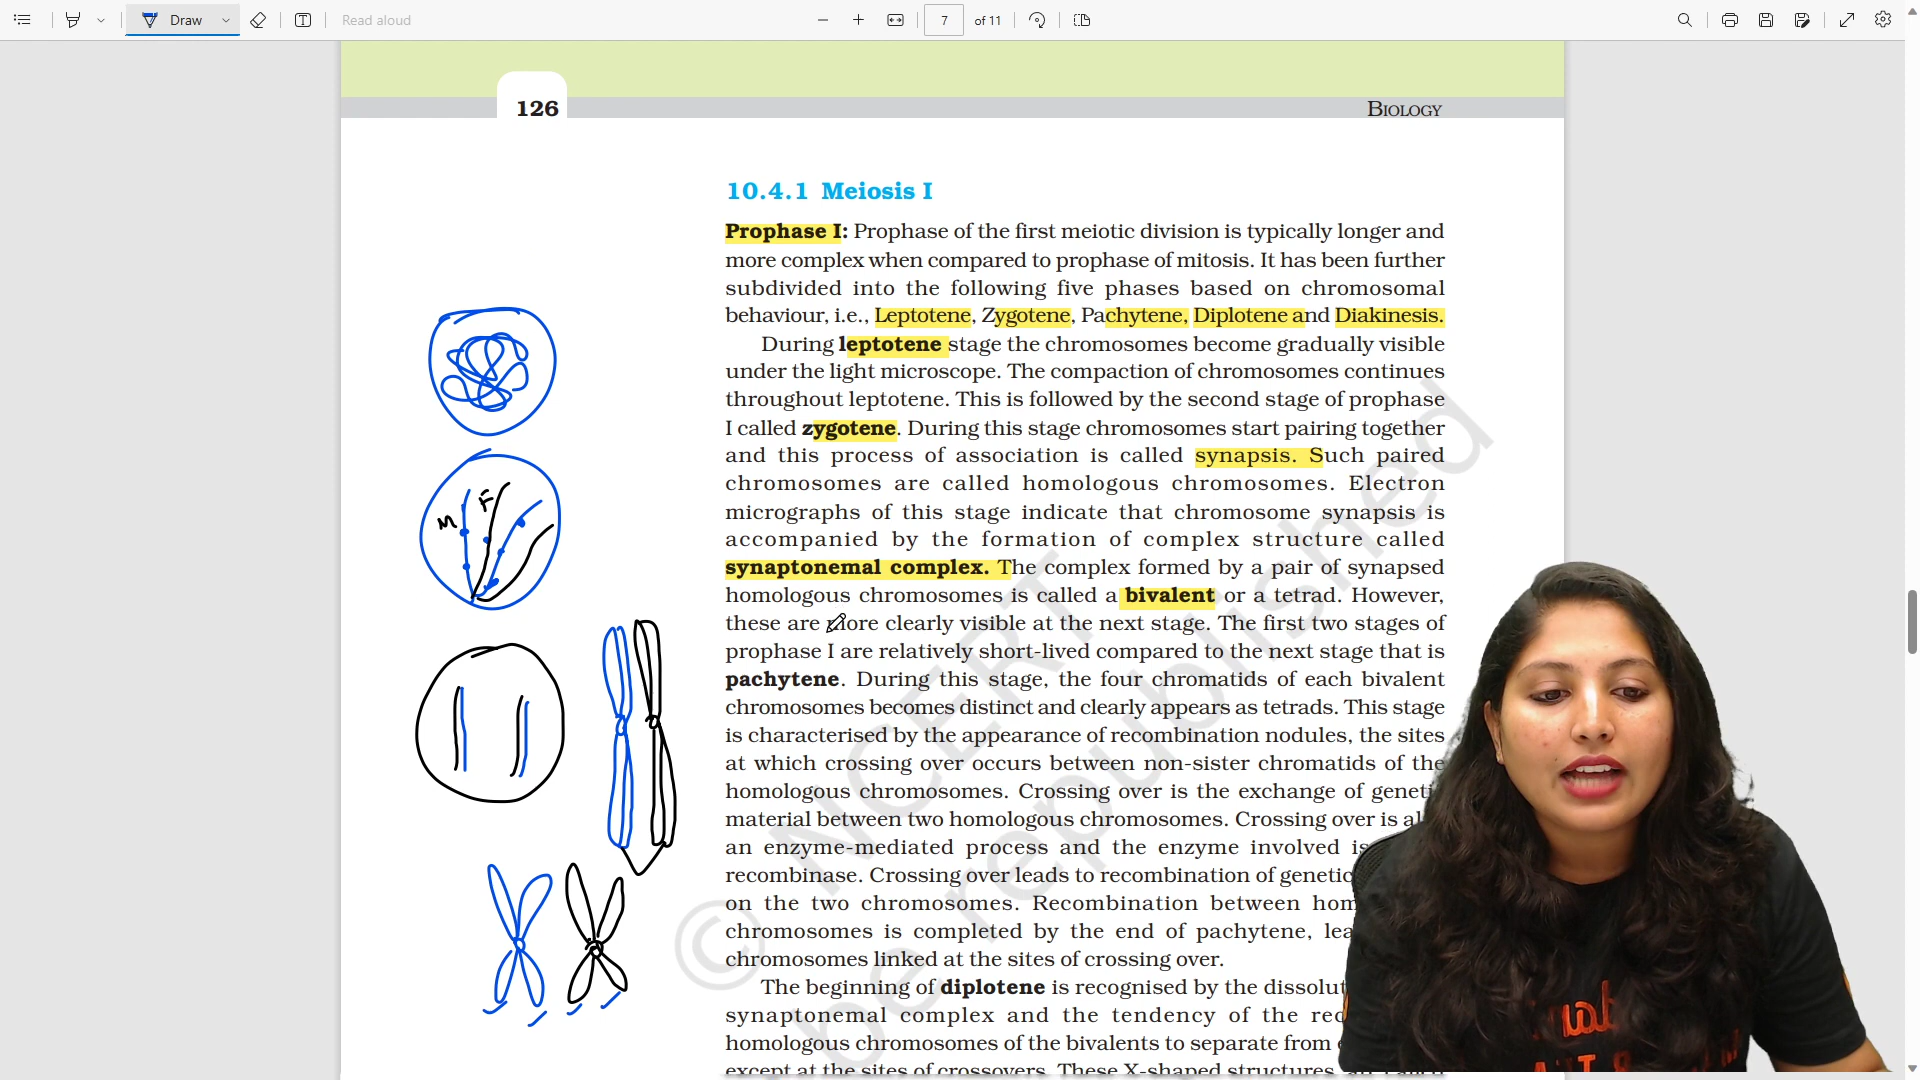 Draw
Read aloud
7
of 11
126
BIOLOGY
10.4.1 Meiosis I
Prophase I: Prophase of the first meiotic division is typically longer and
more complex when compared to prophase of mitosis. It has been further
subdivided into the following five phases based on chromosomal
behaviour, i.e., Leptotene, Zygotene, Pachytene, Diplotene and Diakinesis.
During leptotene stage the chromosomes become gradually visible
under the light microscope. The compaction of chromosomes continues
throughout leptotene. This is followed by the second stage of prophase
I called zygotene. During this stage chromosomes start pairing together
and this process of association is called synapsis. Such paired
chromosomes are called homologous chromosomes. Electron
micrographs of this stage indicate that chromosome synapsis is
accompanied by the formation of complex structure called
synaptonemal complex. The complex formed by a pair of synapsed
homologous chromosomes is called a bivalent or a tetrad. However,
these are more clearly visible at the next stage. The first two stages of
prophase I are relatively short-lived compared to the next stage that is
pachytene. During this stage, the four chromatids of each bivalent
chromosomes becomes distinct and clearly appears as tetrads. This stage
is characterised by the appearance of recombination nodules, the sites
at which crossing over occurs between non-sister chromatids of the
homologous chromosomes. Crossing over is the exchange of genetic
material between two homologous chromosomes. Crossing over is al
an enzyme-mediated process and the enzyme involved is
recombinase. Crossing over leads to recombination of genetic
on the two chromosomes. Recombination between hom
chromosomes is completed by the end of pachytene, lea
chromosomes linked at the sites of crossing over.
The beginning of diplotene is recognised by the dissolut
synaptonemal complex and the tendency of the rec
homologous chromosomes of the bivalents to separate from
except at the sites of crossovers. These X-shaped structures,
M
F
© NCERT
be republished